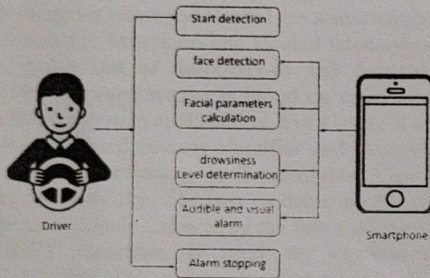 Start detection
face detection
Facial parameters
calculation
drowsiness
Level determination
Audible and visual
alarm
Alarm stopping
Driver
Smartphone